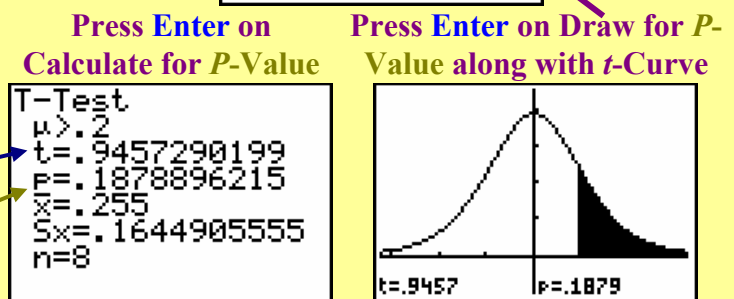 Press Enter on
Calculate for P-Value
T-Test
μ>.2
t=.9457290199
p=.1878896215
x̄=.255
Sx=.1644905555
n=8
Press Enter on Draw for P-
Value along with t-Curve
t=.9457 p=.1879